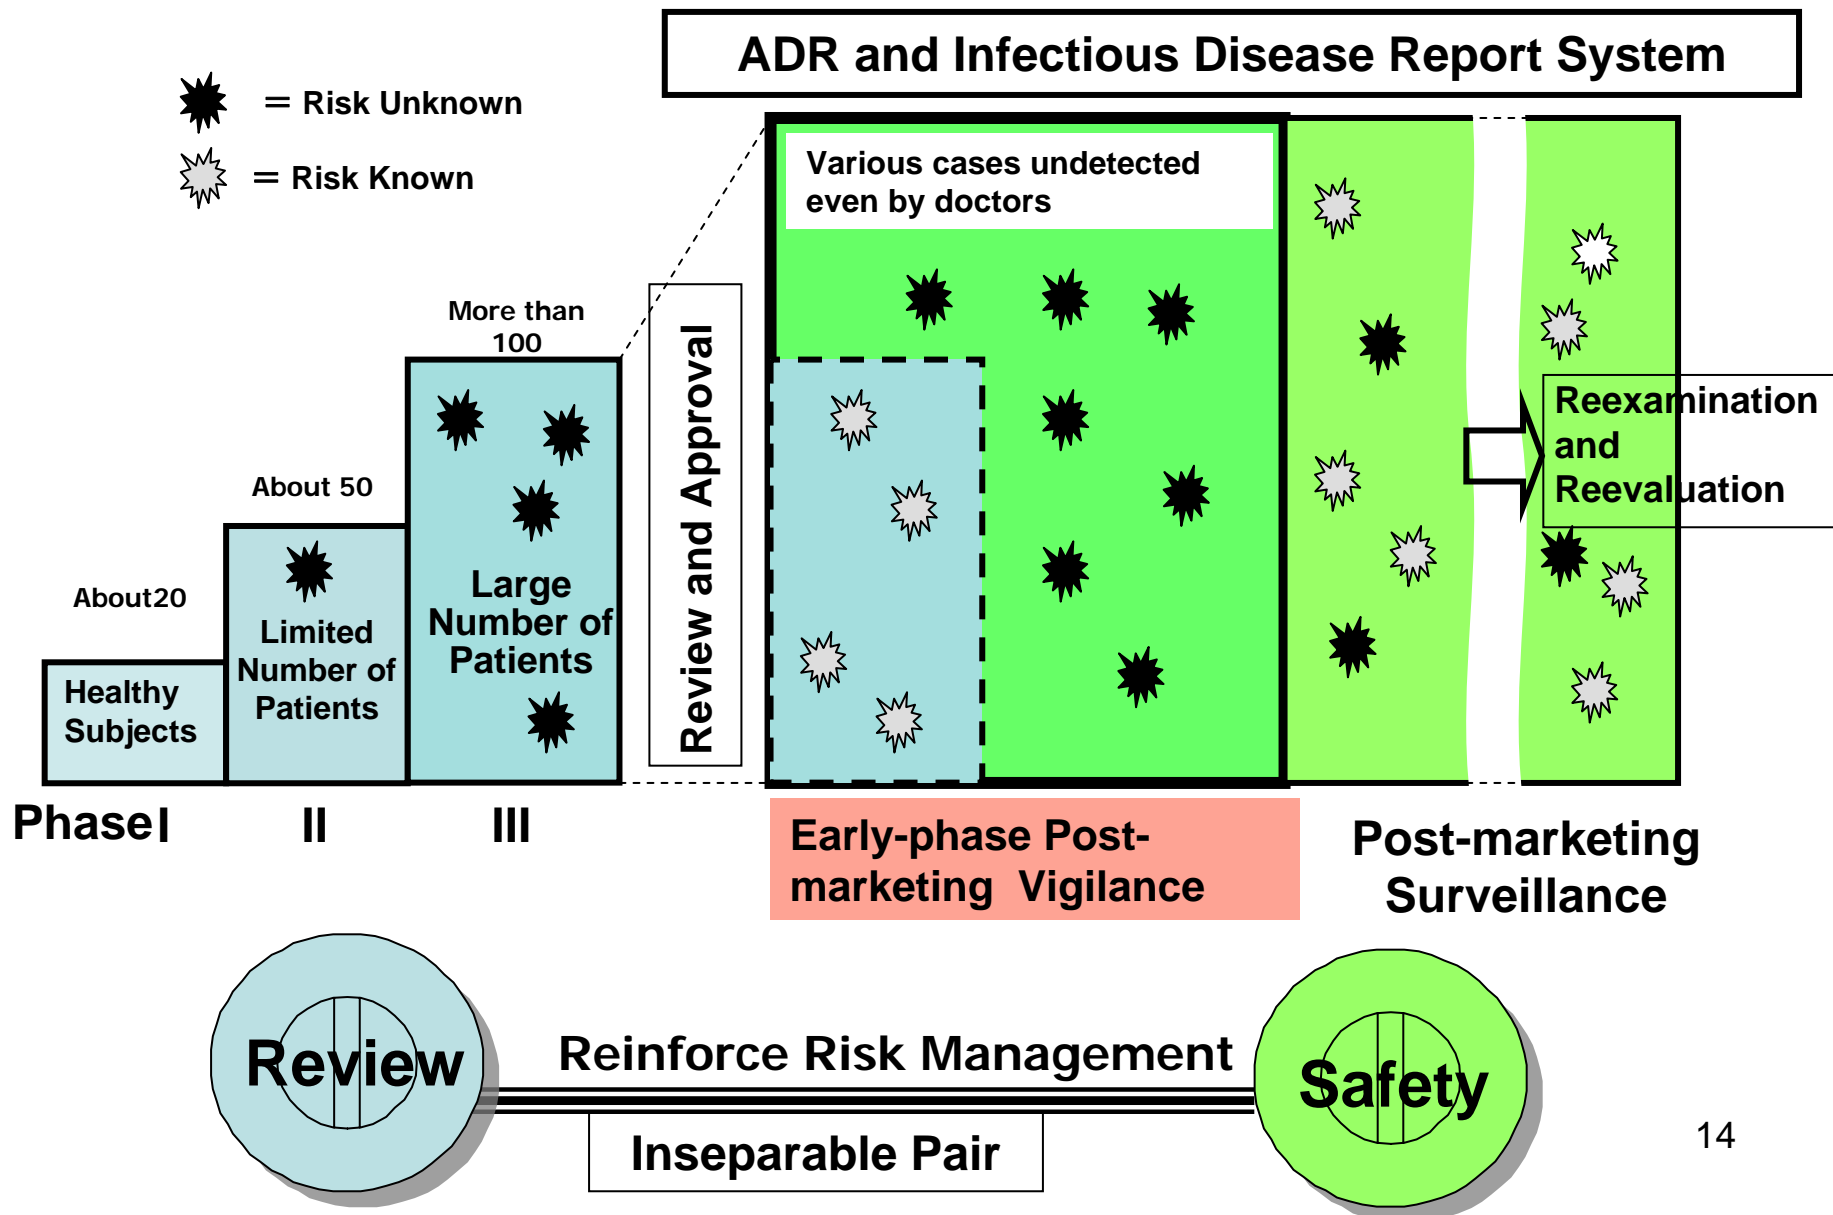 ADR and Infectious Disease Report System
= Risk Unknown
= Risk Known
Various cases undetected
even by doctors
More than
100
About 50
About20
Review and Approval
Large
Number of
Patients
Limited
Number of
Patients
Healthy
Subjects
Reexamination
and
Reevaluation
PhaseI
II
III
Early-phase Post-
marketing Vigilance
Post-marketing
Surveillance
Review
Reinforce Risk Management
Safety
Inseparable Pair
14